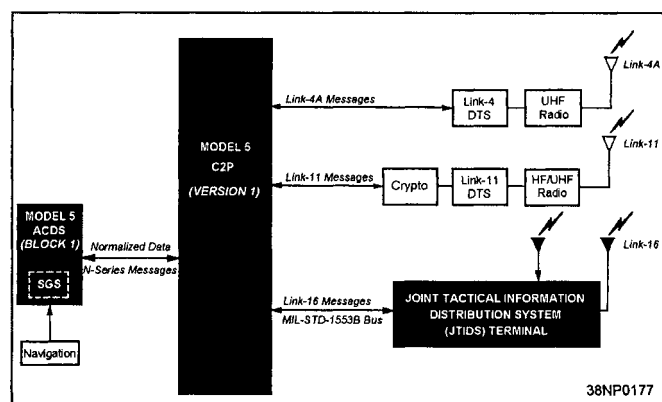 Link-4A
Link-4A Messages
Link-4
DTS
UHF
Radio
MODEL 5
C2P
(VERSION 1)
Link-11
Link-11 Messages
Crypto
Link-11
DTS
HF/UHF
Radio
MODEL 5
ACDS
(BLOCK 1)
SGS
Normalized Data
N-Series Messages
Navigation
Link-16
Link-16 Messages
MIL-STD-1553B Bus
JOINT TACTICAL INFORMATION
DISTRIBUTION SYSTEM
(JTIDS) TERMINAL
38NP0177